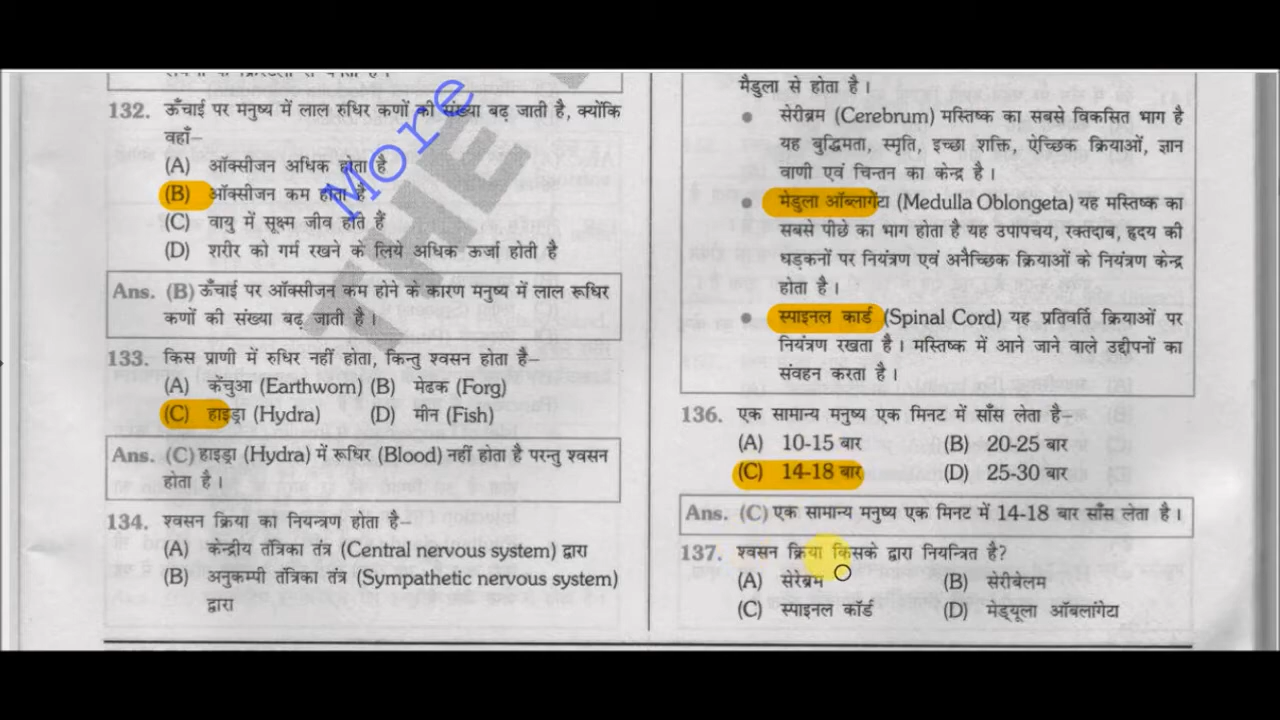 132. ऊँचाई पर मनुष्य में लाल रुधिर कणों की संख्या बढ़ जाती है, क्योंकि
वहाँ–
(A) ऑक्सीजन अधिक होता है
(B) ऑक्सीजन कम होता है
(C) वायु में सूक्ष्म जीव होते हैं
(D) शरीर को गर्म रखने के लिये अधिक ऊर्जा होती है
Ans. (B) ऊँचाई पर ऑक्सीजन कम होने के कारण मनुष्य में लाल रूधिर
कणों की संख्या बढ़ जाती है।
133. किस प्राणी में रुधिर नहीं होता, किन्तु श्वसन होता है–
(A) केंचुआ (Earthworn) (B) मेढक (Forg)
(C) हाइड्रा (Hydra) (D) मीन (Fish)
Ans. (C) हाइड्रा (Hydra) में रूधिर (Blood) नहीं होता है परन्तु श्वसन
होता है।
134. श्वसन क्रिया का नियन्त्रण होता है–
(A) केन्द्रीय तंत्रिका तंत्र (Central nervous system) द्वारा
(B) अनुकम्पी तंत्रिका तंत्र (Sympathetic nervous system)
द्वारा
More
THE
मैडुला से होता है।
• सेरीब्रम (Cerebrum) मस्तिष्क का सबसे विकसित भाग है
यह बुद्धिमता, स्मृति, इच्छा शक्ति, ऐच्छिक क्रियाओं, ज्ञान
वाणी एवं चिन्तन का केन्द्र है।
• मेडुला ऑब्लागेंटा (Medulla Oblongeta) यह मस्तिष्क का
सबसे पीछे का भाग होता है यह उपापचय, रक्तदाब, हृदय की
धड़कनों पर नियंत्रण एवं अनैच्छिक क्रियाओं के नियंत्रण केन्द्र
होता है।
• स्पाइनल कार्ड (Spinal Cord) यह प्रतिवर्ति क्रियाओं पर
नियंत्रण रखता है। मस्तिष्क में आने जाने वाले उद्दीपनों का
संवहन करता है।
136. एक सामान्य मनुष्य एक मिनट में साँस लेता है–
(A) 10-15 बार (B) 20-25 बार
(C) 14-18 बार (D) 25-30 बार
Ans. (C) एक सामान्य मनुष्य एक मिनट में 14-18 बार साँस लेता है।
137. श्वसन क्रिया किसके द्वारा नियन्त्रित है?
(A) सेरेब्रम (B) सेरीबेलम
(C) स्पाइनल कॉर्ड (D) मेड्यूला ऑबलांगेटा